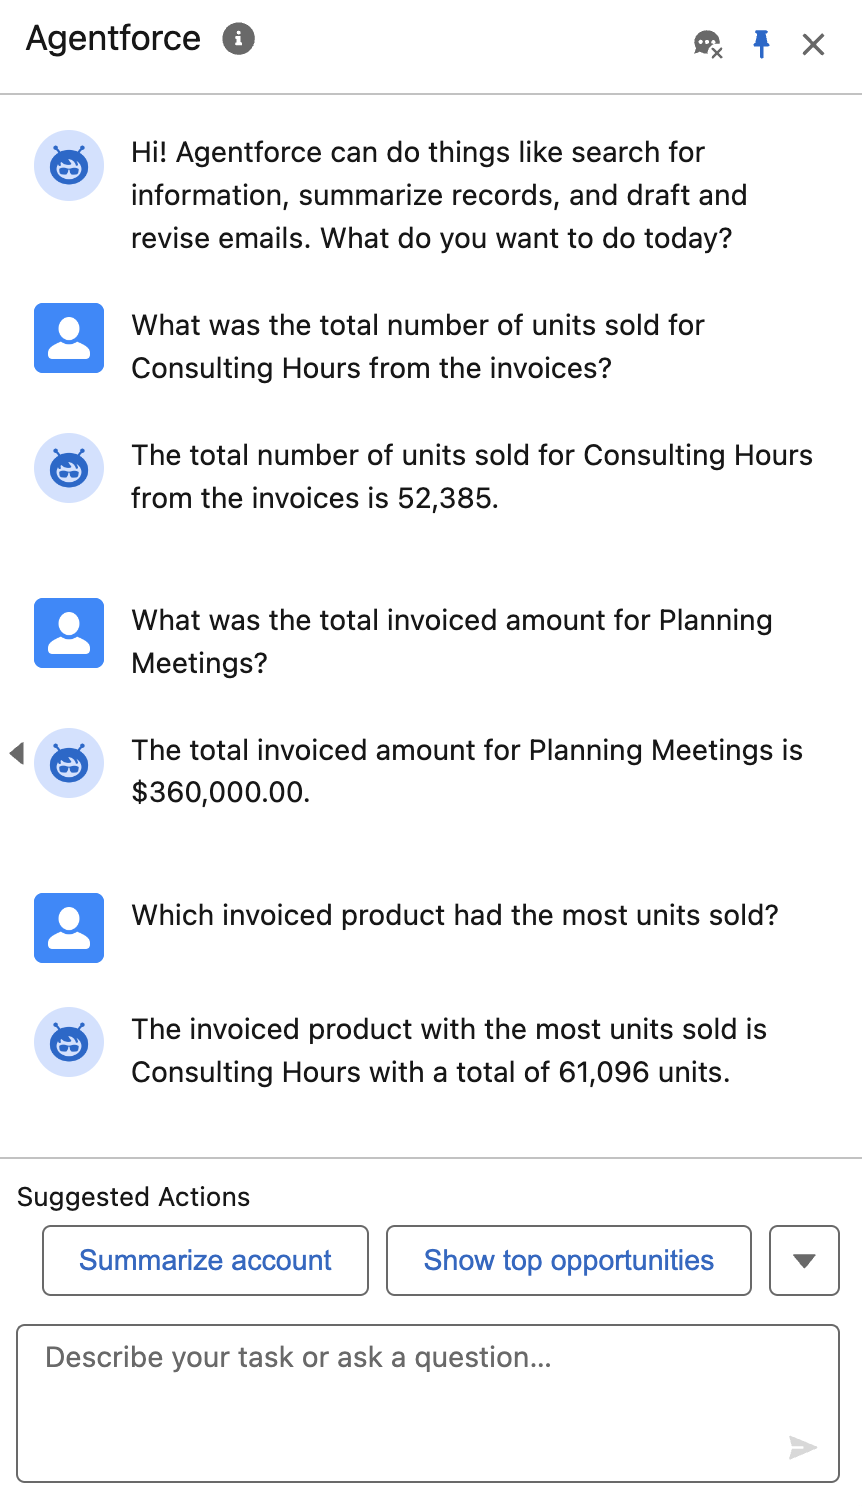 Agentforce
Hi! Agentforce can do things like search for
information, summarize records, and draft and
revise emails. What do you want to do today?
What was the total number of units sold for
Consulting Hours from the invoices?
The total number of units sold for Consulting Hours
from the invoices is 52,385.
What was the total invoiced amount for Planning
Meetings?
The total invoiced amount for Planning Meetings is
$360,000.00.
Which invoiced product had the most units sold?
The invoiced product with the most units sold is
Consulting Hours with a total of 61,096 units.
Suggested Actions
Summarize account
Show top opportunities
Describe your task or ask a question...